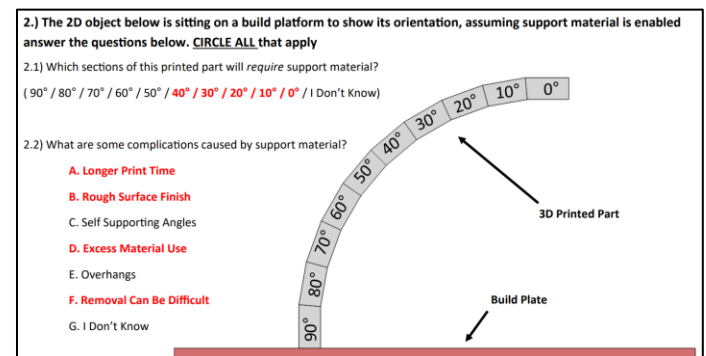 2.) The 2D object below is sitting on a build platform to show its orientation, assuming support material is enabled
answer the questions below. CIRCLE ALL that apply
2.1) Which sections of this printed part will require support material?
( 90° / 80° / 70° / 60° / 50° / 40° / 30° / 20° / 10° / 0° / I Don't Know)
2.2) What are some complications caused by support material?
A. Longer Print Time
B. Rough Surface Finish
C. Self Supporting Angles
D. Excess Material Use
E. Overhangs
F. Removal Can Be Difficult
G. I Don't Know
90°
80°
70°
60°
50°
40°
30°
20°
10°
0°
3D Printed Part
Build Plate